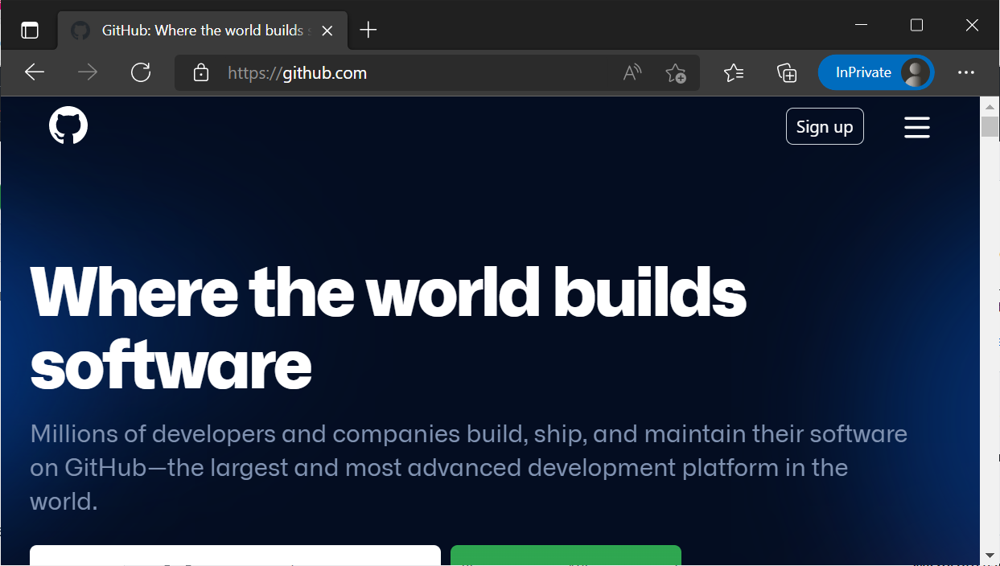 GitHub: Where the world builds
https://github.com
InPrivate
Sign up
Where the world builds
software
Millions of developers and companies build, ship, and maintain their software
on GitHub—the largest and most advanced development platform in the
world.